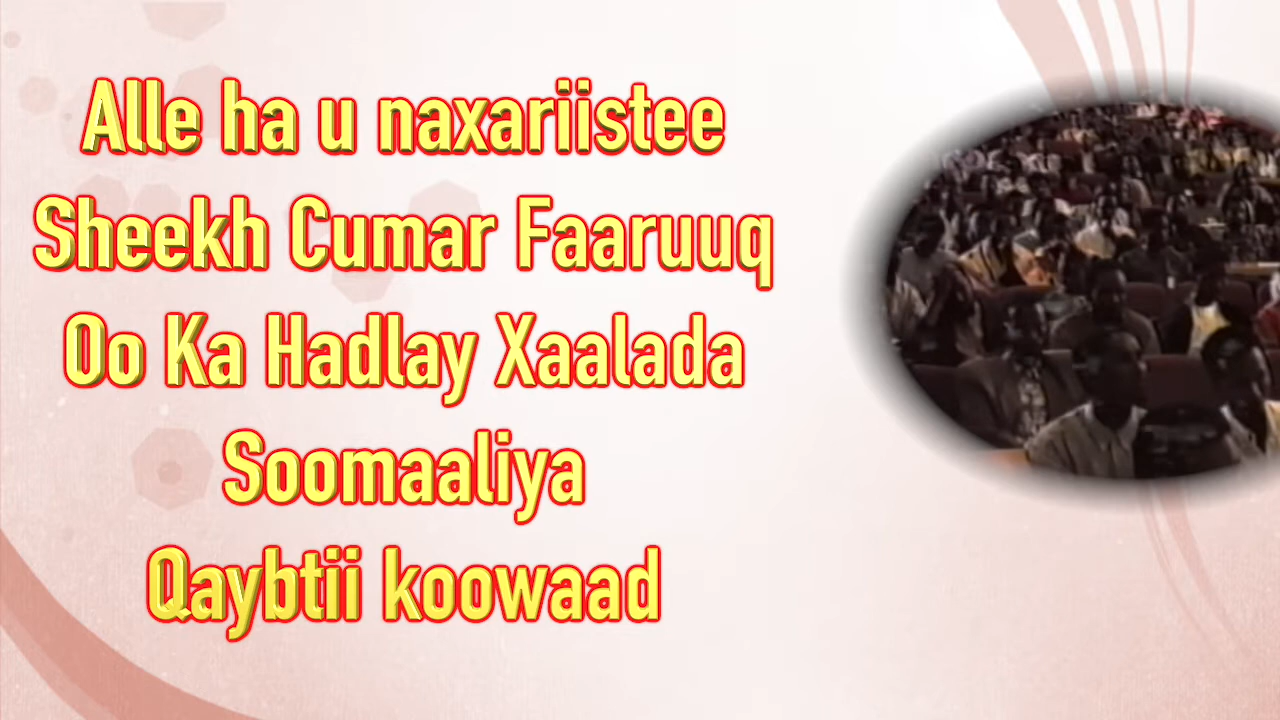 Alle ha u naxariistee
Sheekh Cumar Faaruuq
Oo Ka Hadlay Xaalada
Soomaaliya
Qaybtii koowaad